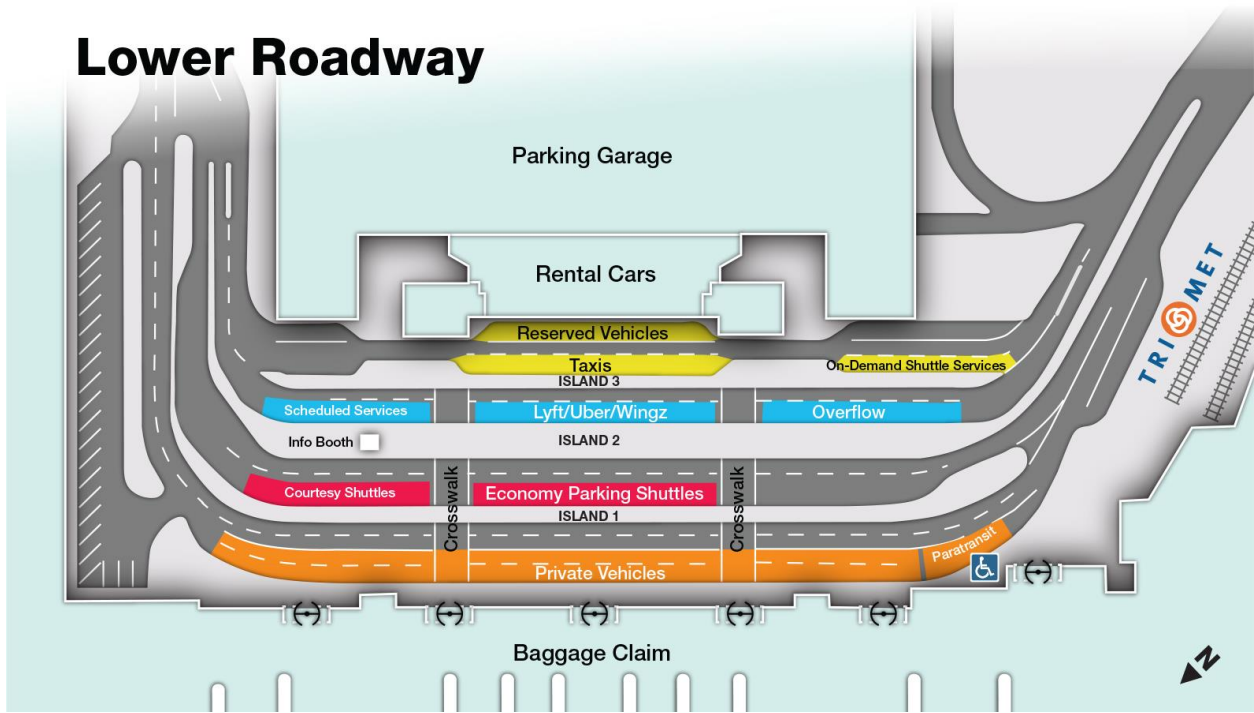 Lower Roadway
Parking Garage
Rental Cars
TRIMET
Reserved Vehicles
Taxis
On-Demand Shuttle Services
ISLAND 3
Scheduled Services
Lyft/Uber/Wingz
Overflow
Info Booth
ISLAND 2
Courtesy Shuttles
Crosswalk
Economy Parking Shuttles
Crosswalk
ISLAND 1
Paratransit
Private Vehicles
Baggage Claim
N